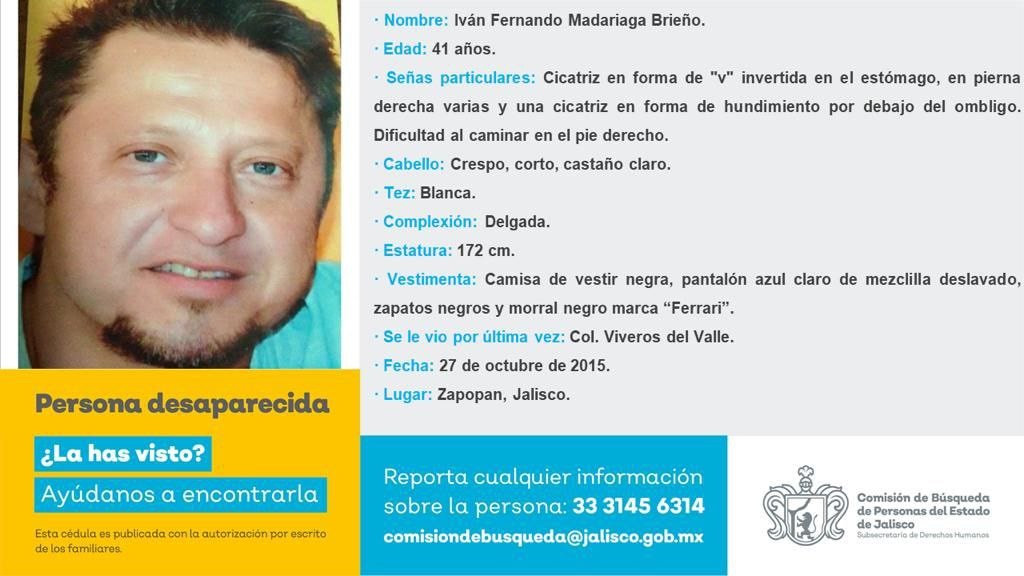 · Nombre: Iván Fernando Madariaga Brieño.
· Edad: 41 años.
· Señas particulares: Cicatriz en forma de "v" invertida en el estómago, en pierna
derecha varias y una cicatriz en forma de hundimiento por debajo del ombligo.
Dificultad al caminar en el pie derecho.
· Cabello: Crespo, corto, castaño claro.
· Tez: Blanca.
· Complexión: Delgada.
· Estatura: 172 cm.
· Vestimenta: Camisa de vestir negra, pantalón azul claro de mezclilla deslavado,
zapatos negros y morral negro marca “Ferrari”.
· Se le vio por última vez: Col. Viveros del Valle.
· Fecha: 27 de octubre de 2015.
· Lugar: Zapopan, Jalisco.
Persona desaparecida
¿La has visto?
Ayúdanos a encontrarla
Esta cédula es publicada con la autorización por escrito
de los familiares.
Reporta cualquier información
sobre la persona: 33 3145 6314
comisiondebusqueda@jalisco.gob.mx
Comisión de Búsqueda
de Personas del Estado
de Jalisco
Subsecretaría de Derechos Humanos